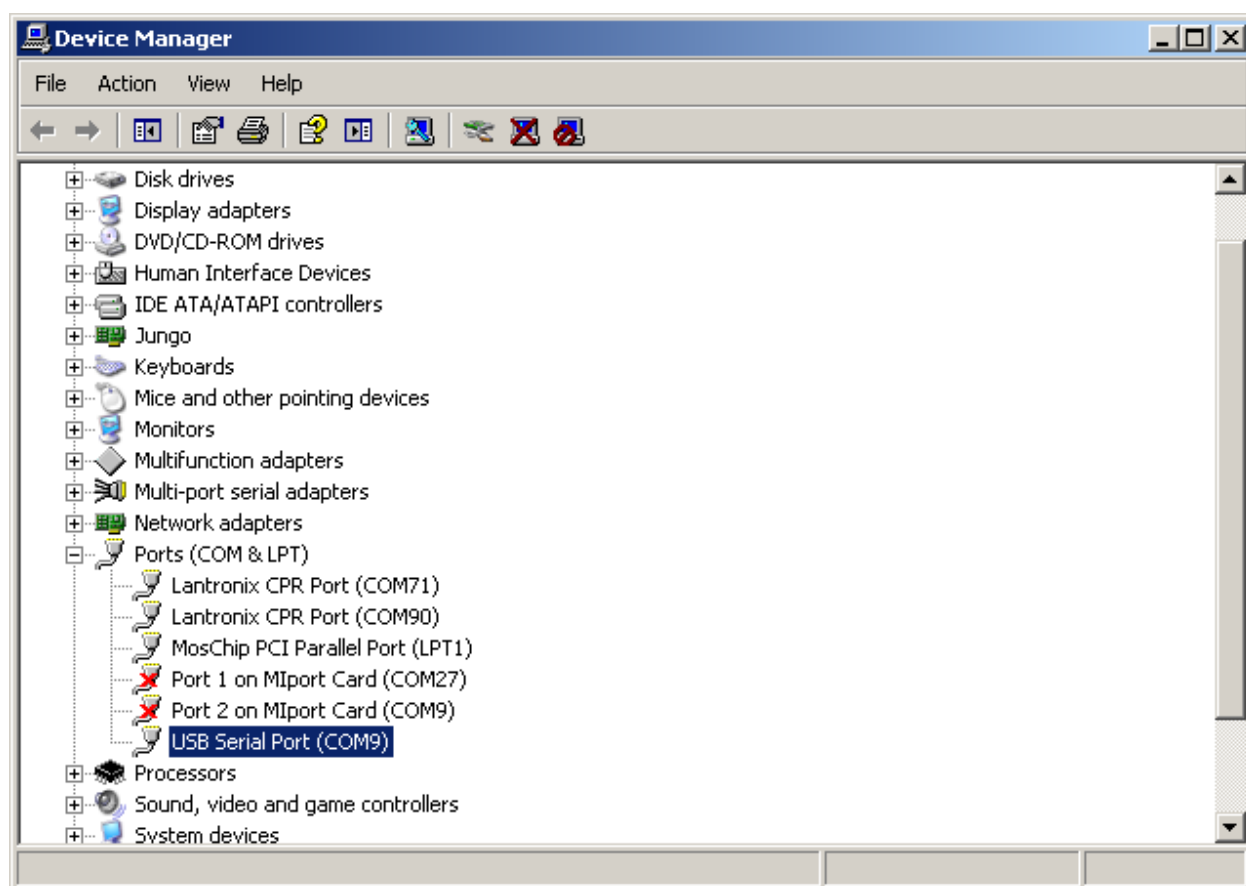 Device Manager
File Action View Help
Disk drives
Display adapters
DVD/CD-ROM drives
Human Interface Devices
IDE ATA/ATAPI controllers
Jungo
Keyboards
Mice and other pointing devices
Monitors
Multifunction adapters
Multi-port serial adapters
Network adapters
Ports (COM & LPT)
Lantronix CPR Port (COM71)
Lantronix CPR Port (COM90)
MosChip PCI Parallel Port (LPT1)
Port 1 on MIport Card (COM27)
Port 2 on MIport Card (COM9)
USB Serial Port (COM9)
Processors
Sound, video and game controllers
System devices